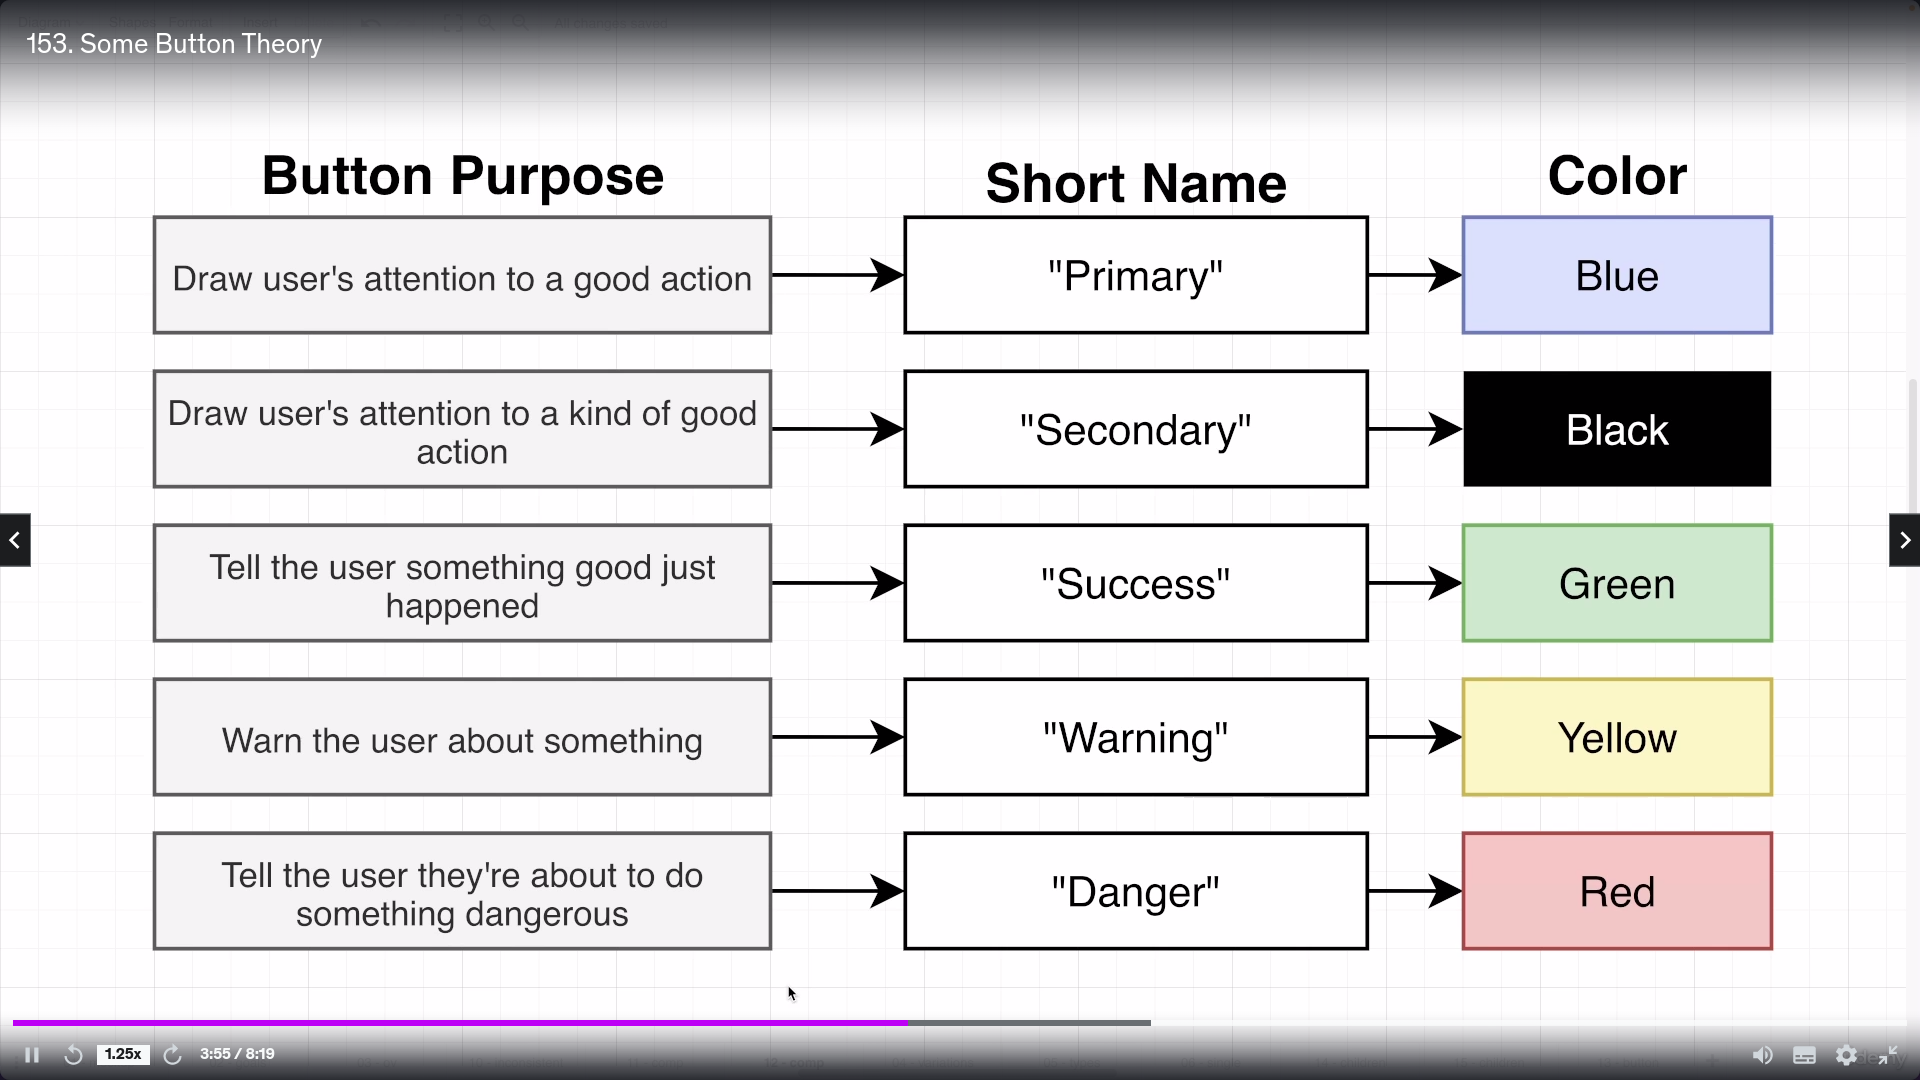 153. Some Button Theory
Button Purpose
Short Name
Color
Draw user's attention to a good action
"Primary"
Blue
Draw user's attention to a kind of good
action
"Secondary"
Black
Tell the user something good just
happened
"Success"
Green
Warn the user about something
"Warning"
Yellow
Tell the user they're about to do
something dangerous
"Danger"
Red
1.25x
3:55 / 8:19